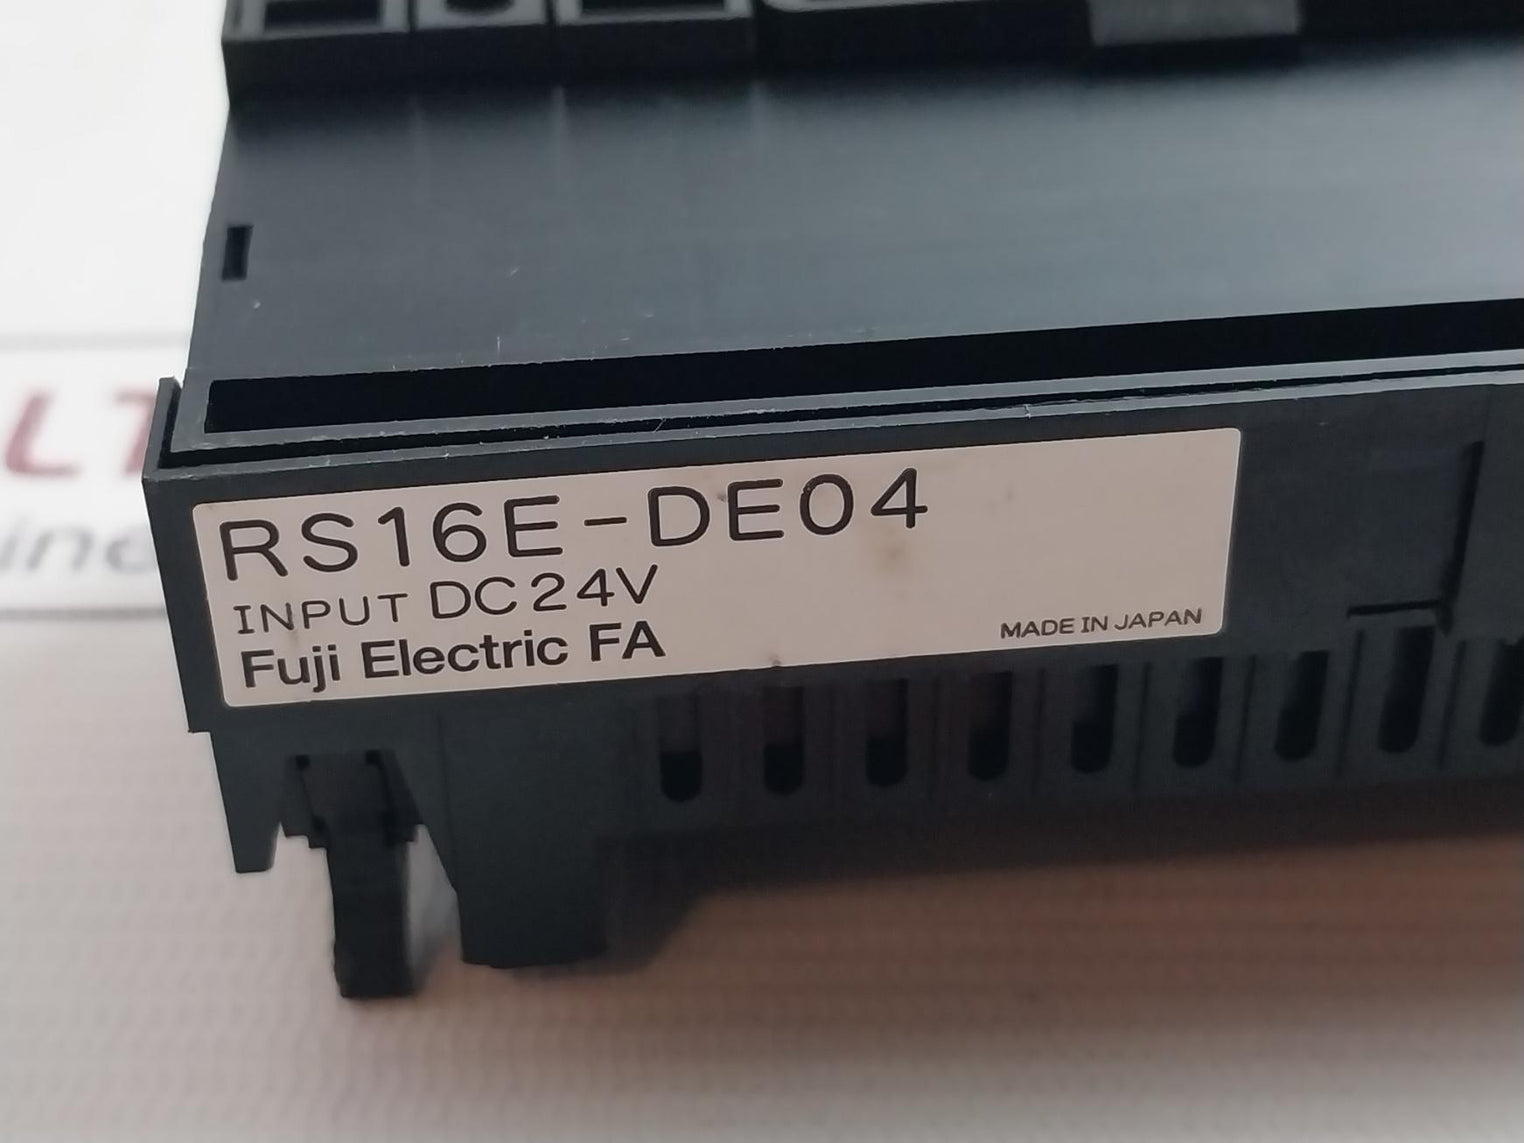 RS16E-DE04
INPUT DC24V
Fuji Electric FA
MADE IN JAPAN